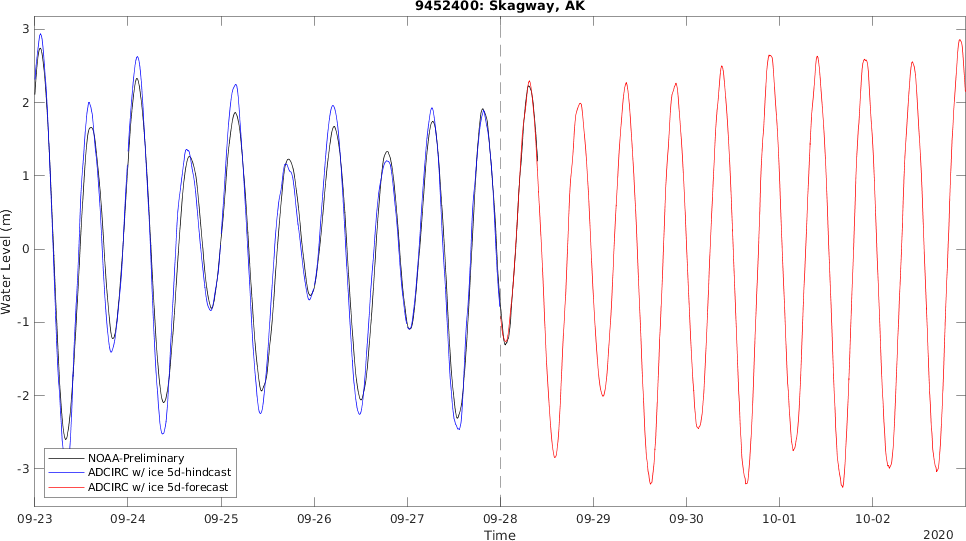 9452400: Skagway, AK
3
2
1
0
-1
-2
-3
Water Level (m)
NOAA-Preliminary
ADCIRC w/ ice 5d-hindcast
ADCIRC w/ ice 5d-forecast
09-23 09-24 09-25 09-26 09-27 09-28 09-29 09-30 10-01 10-02
Time
2020